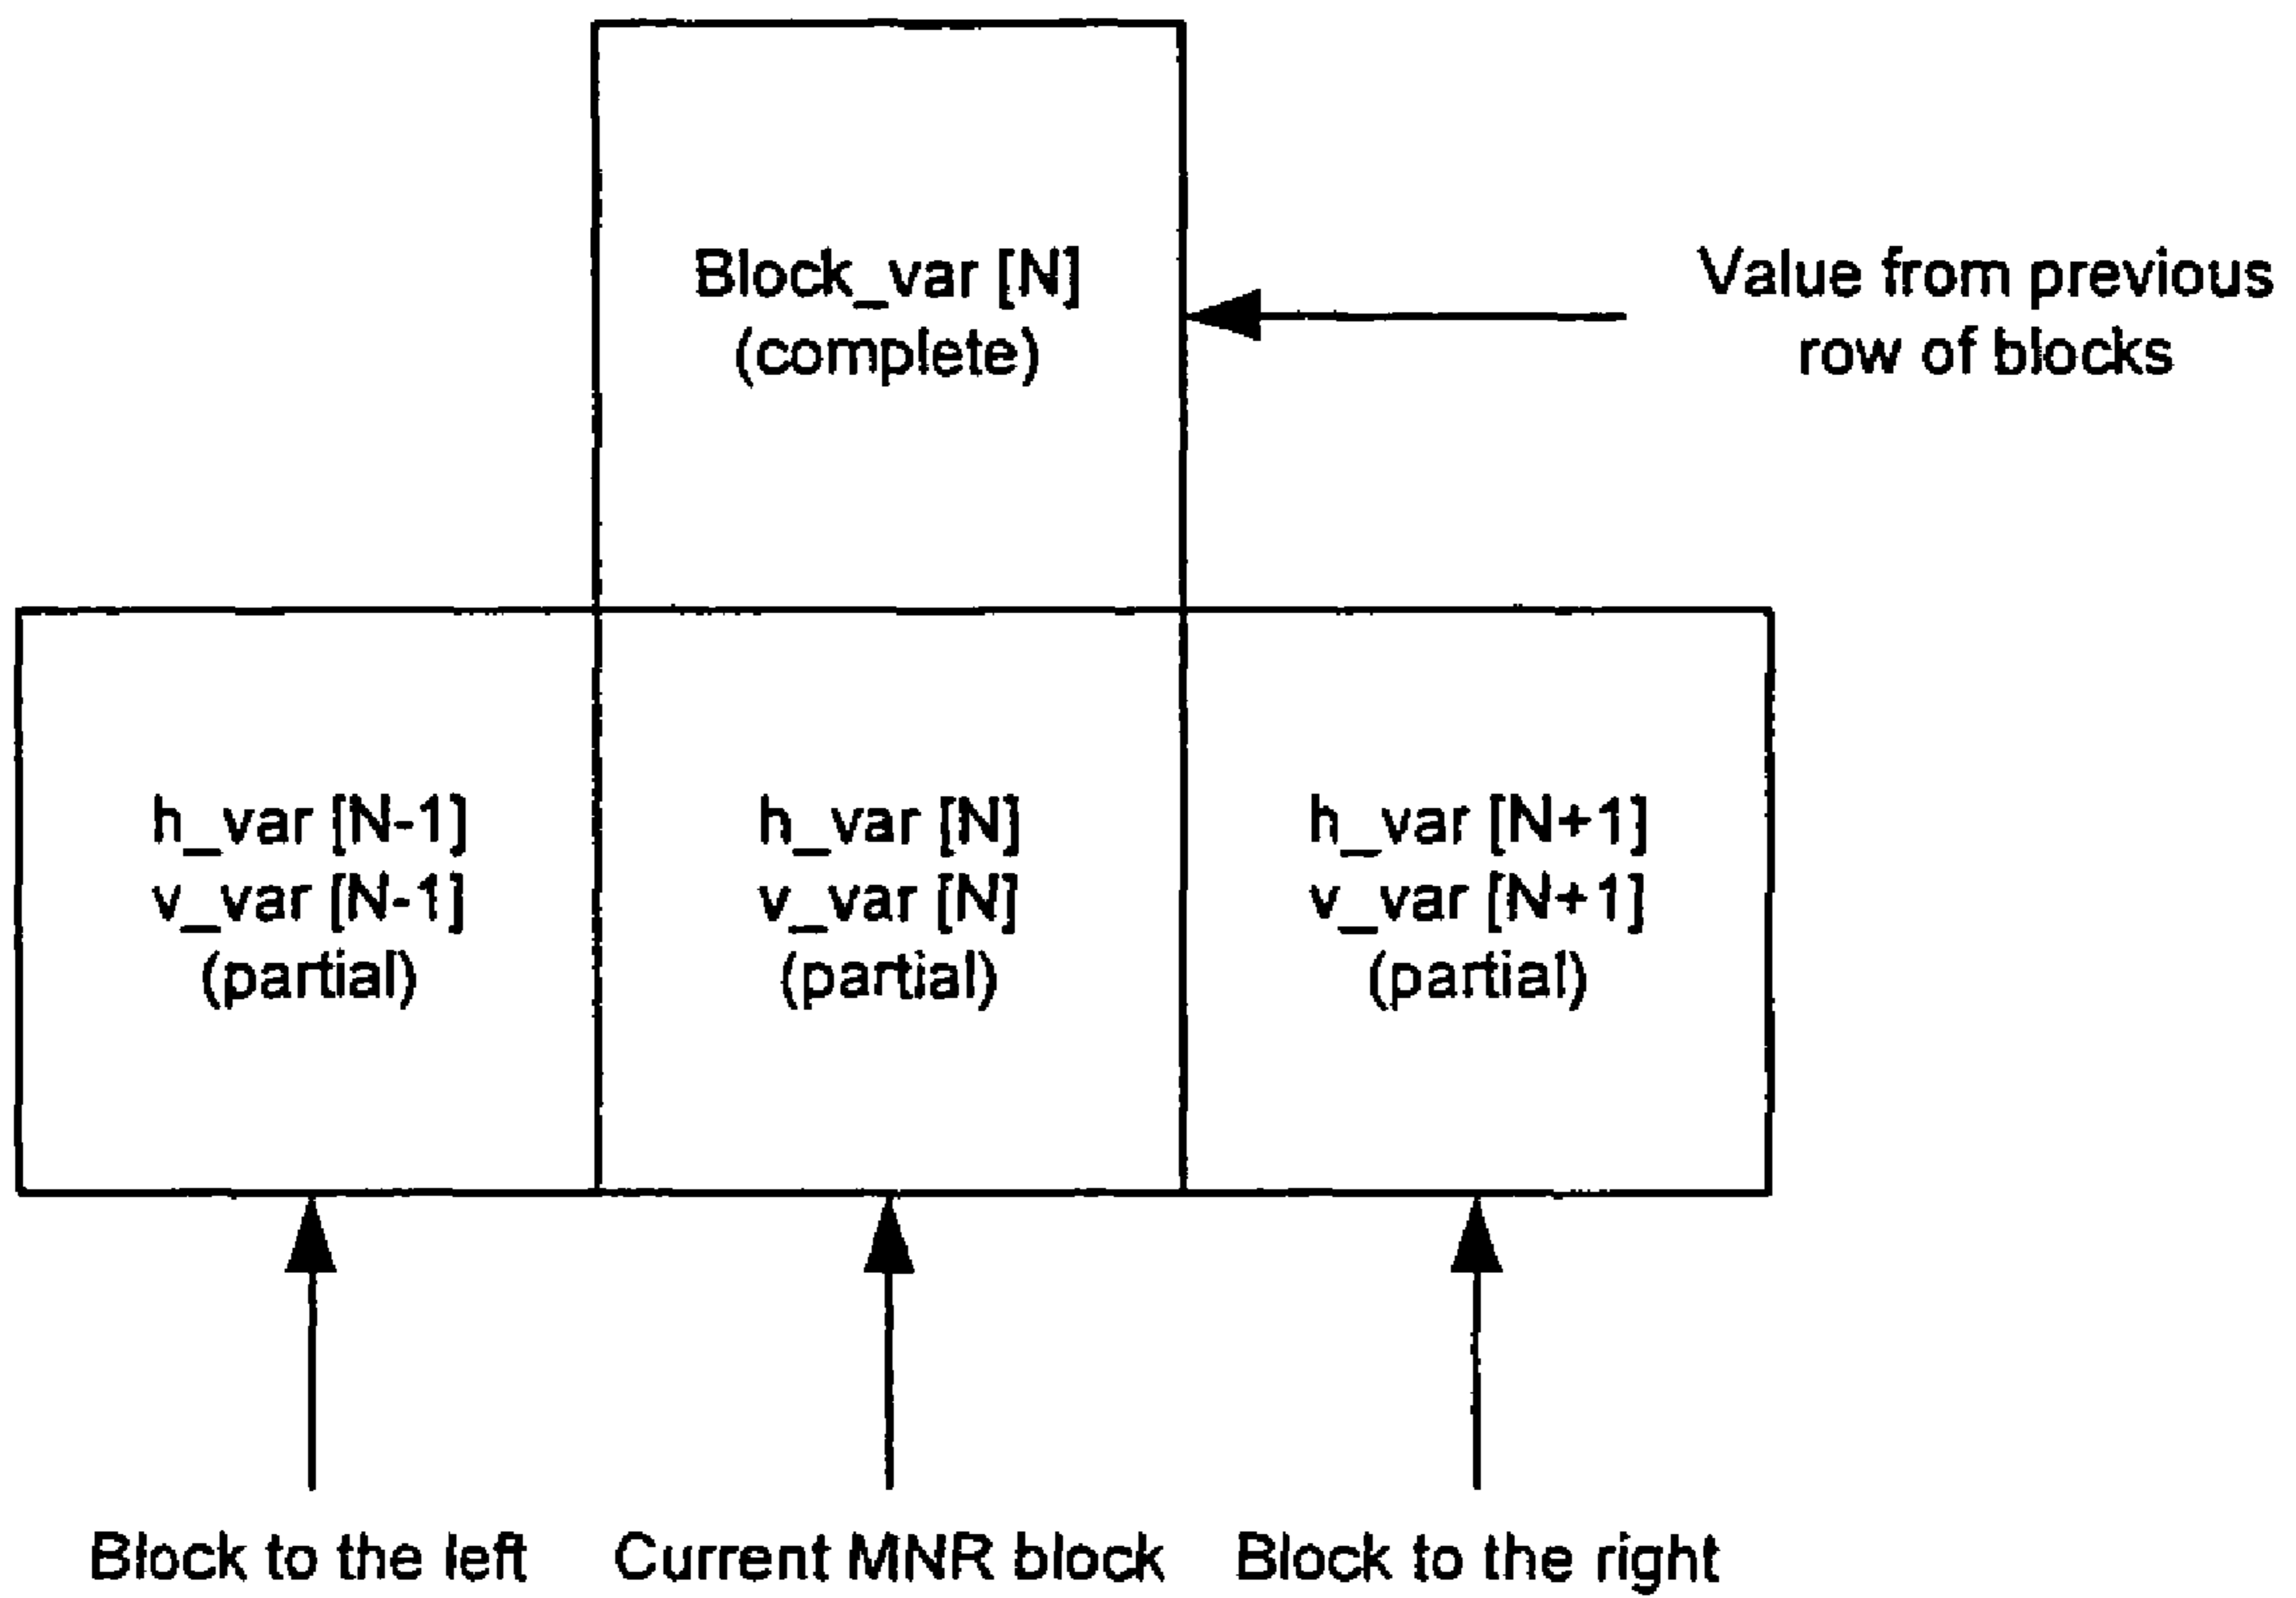 Block_var [N]
(complete)
Value from previous
row of blocks
h_var [N-1]
v_var [N-1]
(partial)
h_var [N]
v_var [N]
(partial)
h_var [N+1]
v_var [N+1]
(partial)
Block to the left
Current MNR block
Block to the right